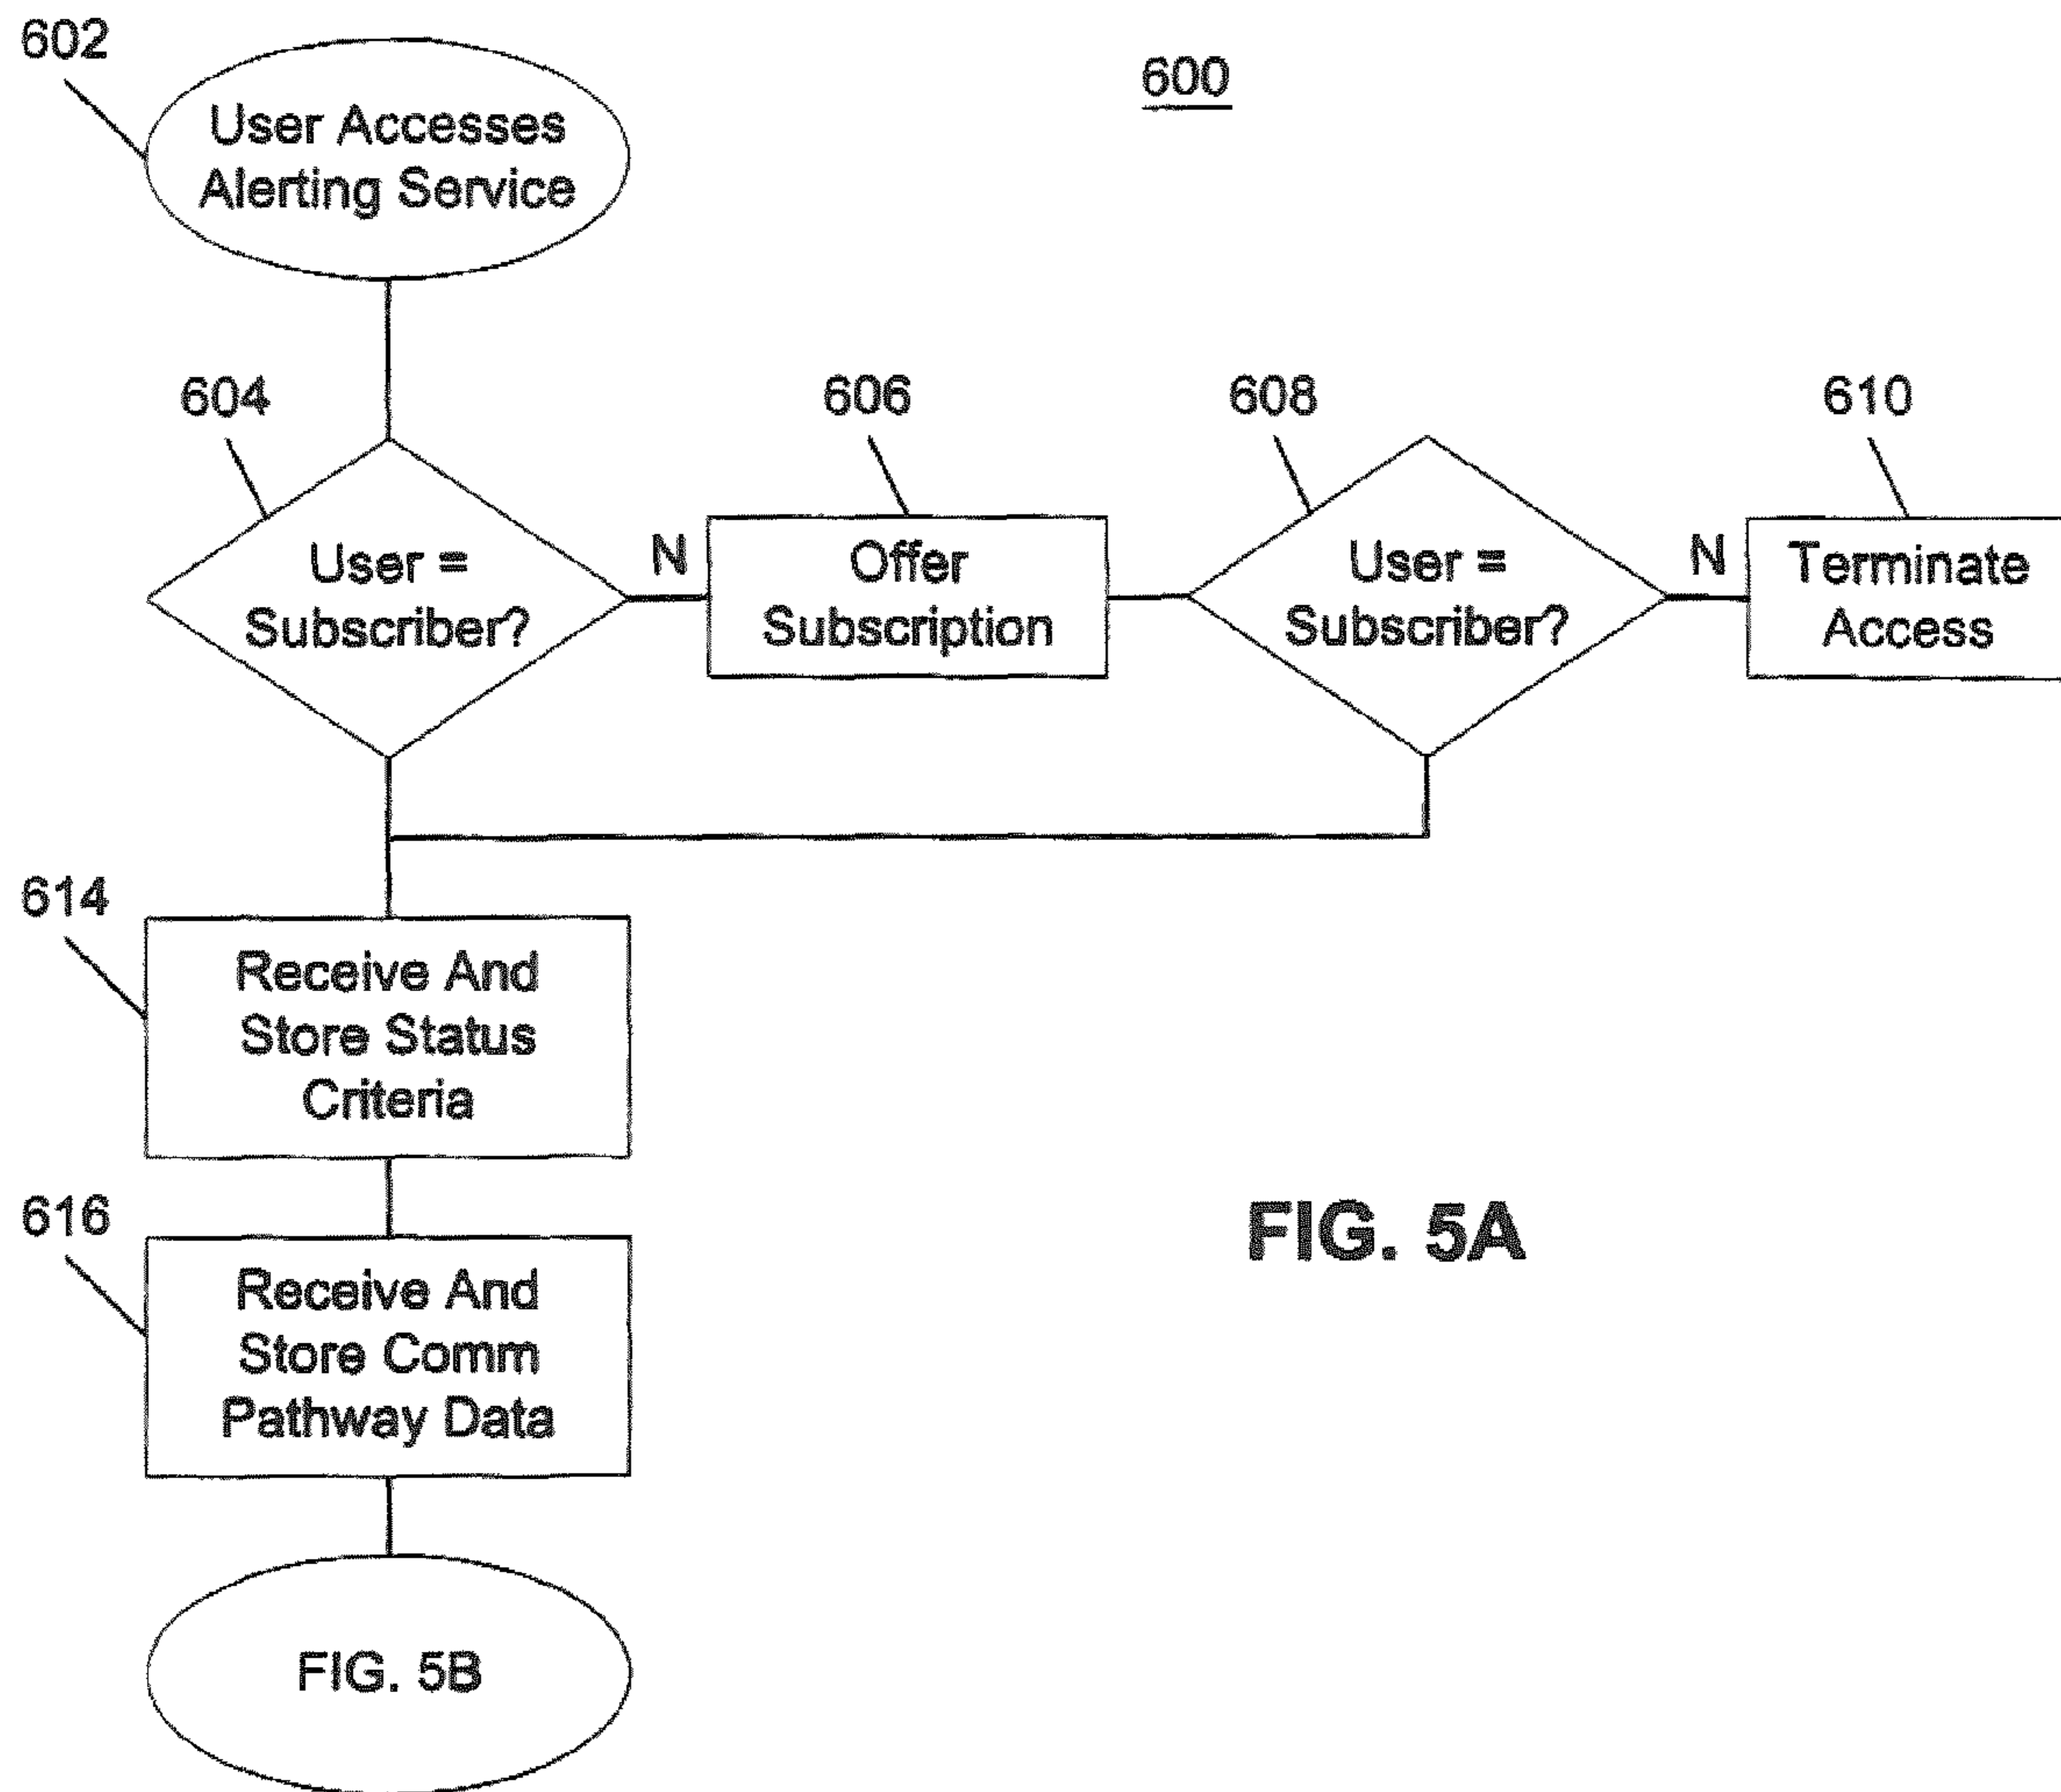 602
User Accesses
Alerting Service
600
604
User =
Subscriber?
N
606
Offer
Subscription
608
User =
Subscriber?
N
610
Terminate
Access
614
Receive And
Store Status
Criteria
616
Receive And
Store Comm
Pathway Data
FIG. 5B
FIG. 5A